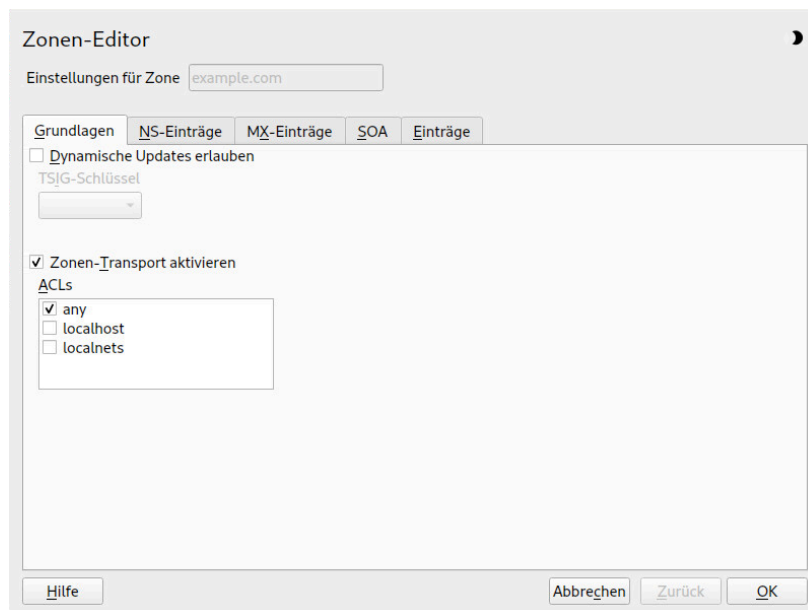 Zonen-Editor
Einstellungen für Zone example.com
Grundlagen NS-Einträge MX-Einträge SOA Einträge
Dynamische Updates erlauben
TSIG-Schlüssel
Zonen-Transport aktivieren
ACLs
any
localhost
localnets
Hilfe Abbrechen Zurück OK